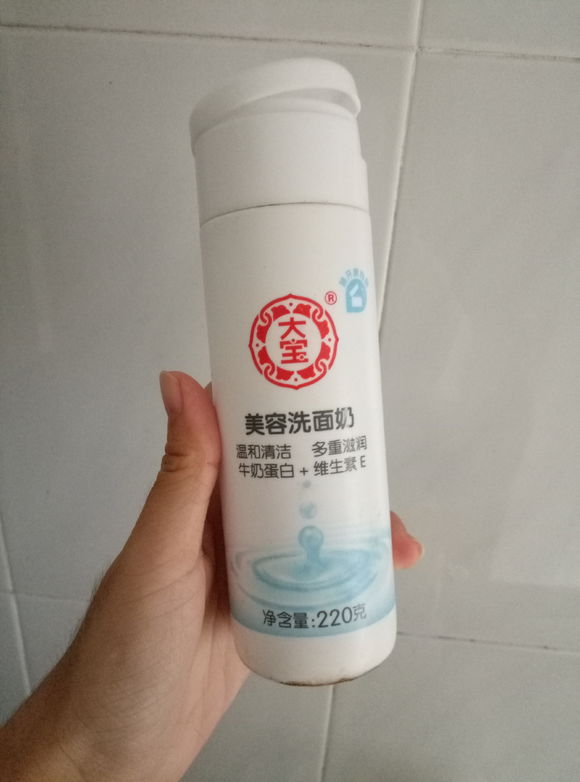 ®
大宝
美容洗面奶
温和清洁 多重滋润
牛奶蛋白 + 维生素 E
净含量:220克